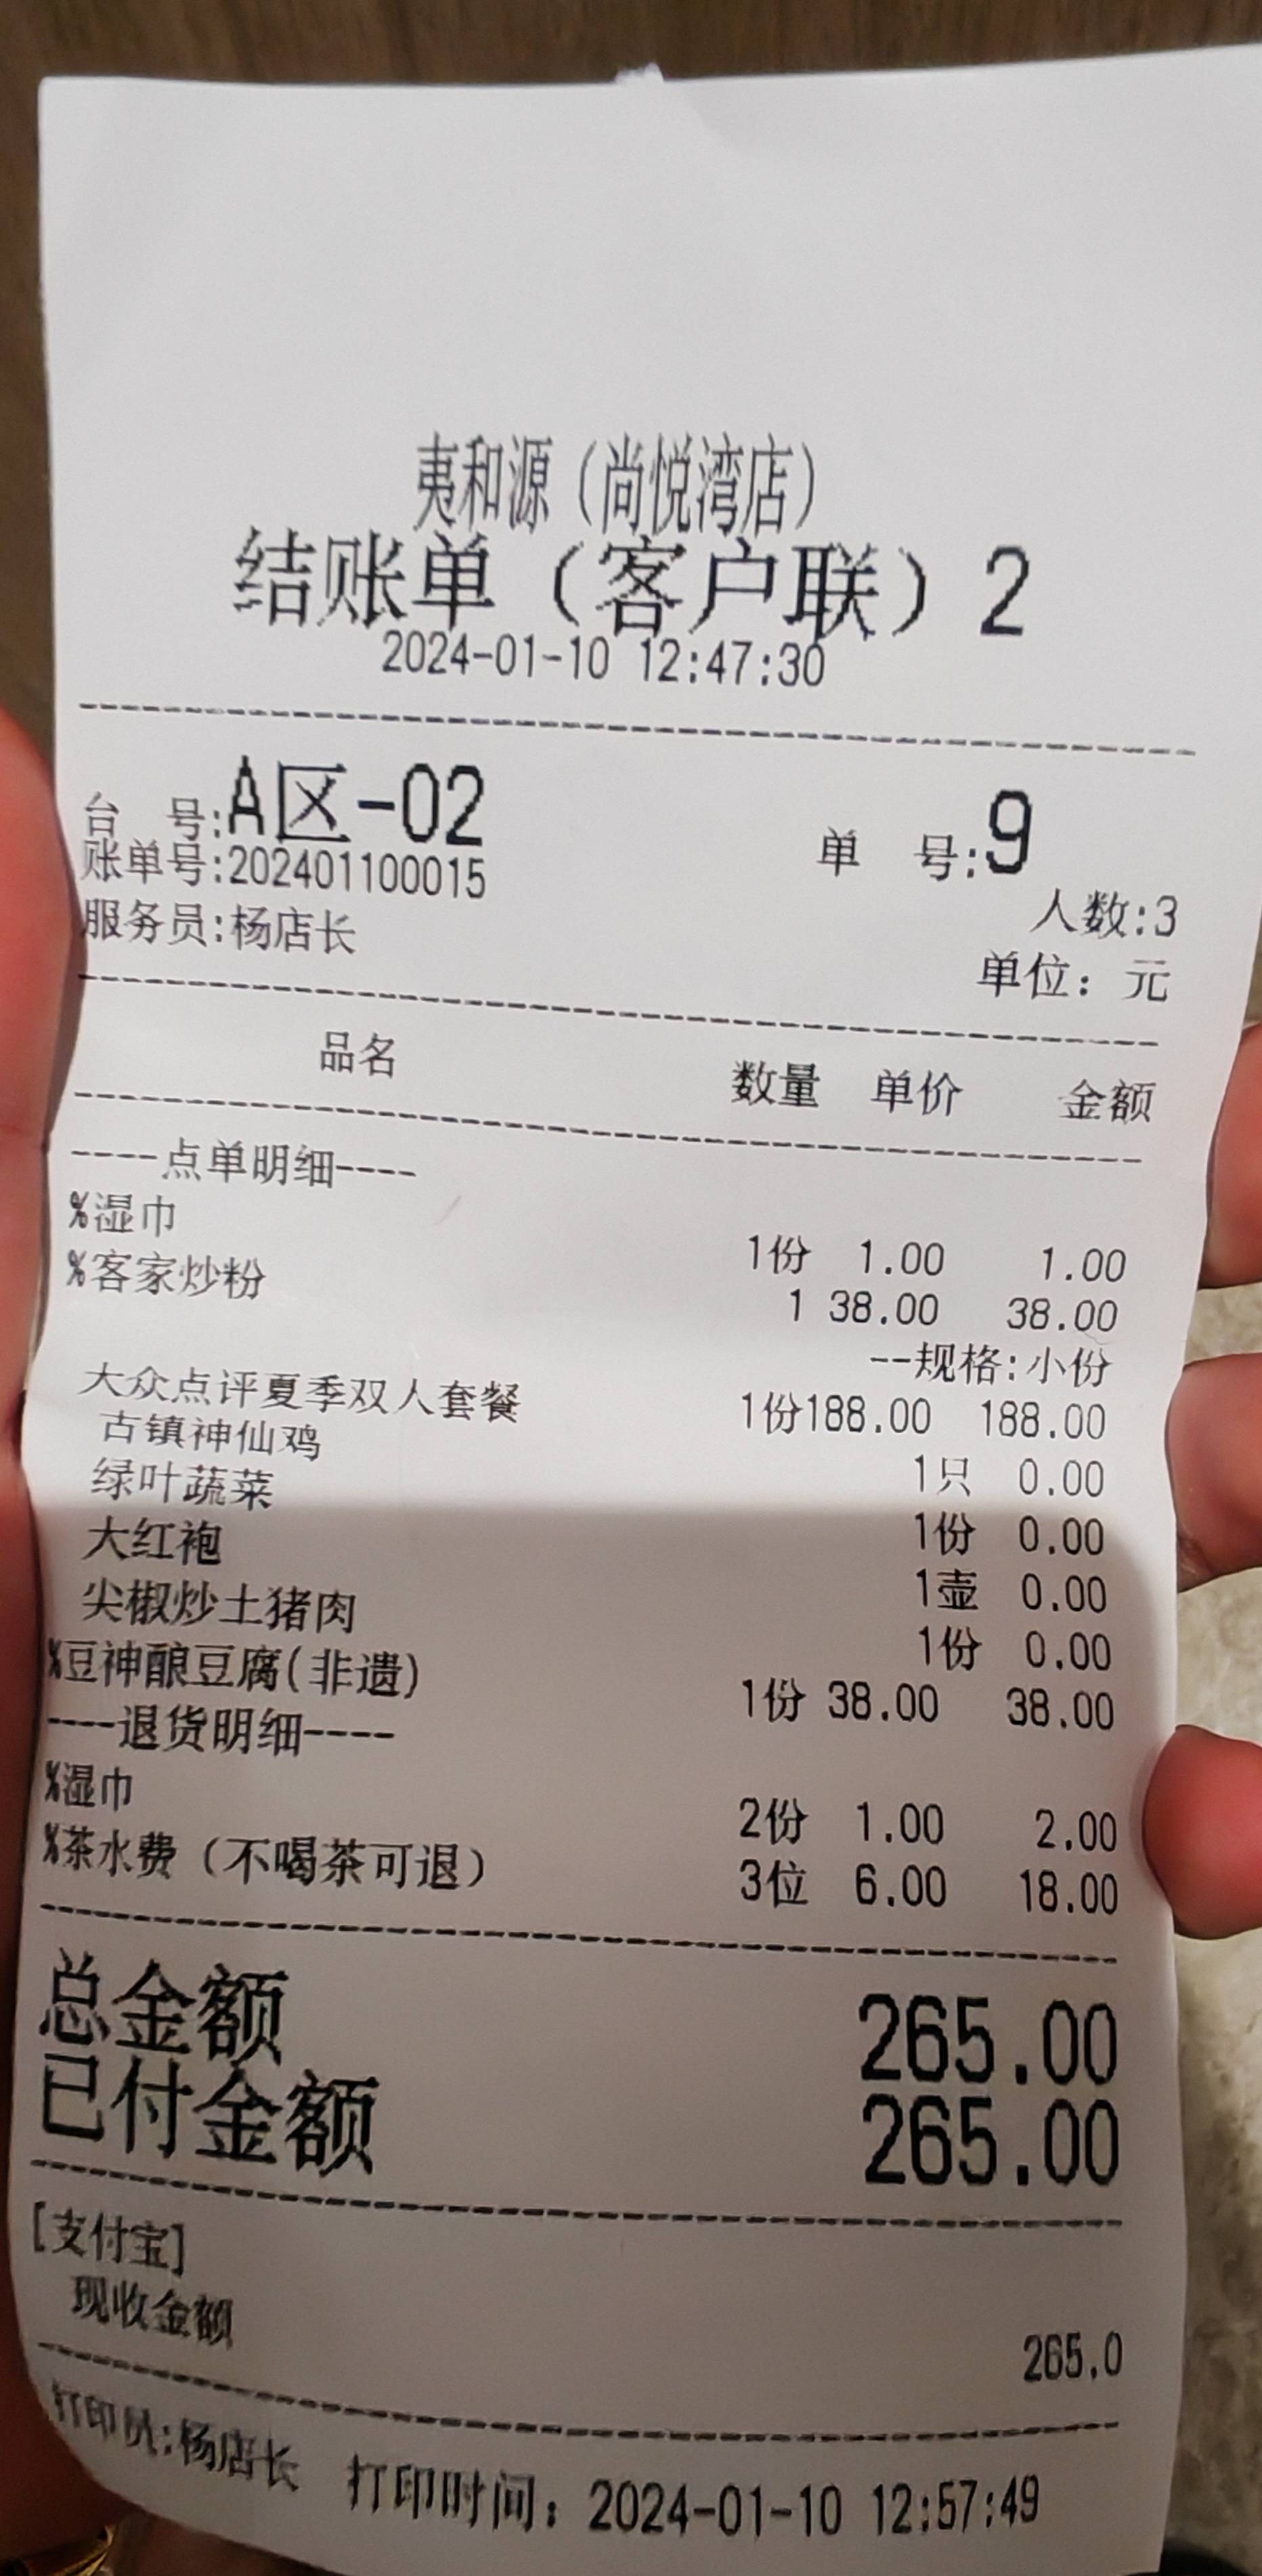 夷和源（尚悦湾店）
结账单（客户联）2
2024-01-10 12:47:30
台 号:A区-02 单 号:9
账单号:202401100015
人数:3
服务员:杨店长
单位：元
品名 数量 单价 金额
----点单明细----
%湿巾 1份 1.00 1.00
%客家炒粉 1 38.00 38.00
--规格:小份
大众点评夏季双人套餐 1份188.00 188.00
古镇神仙鸡 1只 0.00
绿叶蔬菜 1份 0.00
大红袍 1壶 0.00
尖椒炒土猪肉 1份 0.00
%豆神酿豆腐(非遗) 1份 38.00 38.00
----退货明细----
%湿巾 2份 1.00 2.00
%茶水费（不喝茶可退） 3位 6.00 18.00
总金额 265.00
已付金额 265.00
[支付宝]
现收金额 265.0
打印员:杨店长 打印时间：2024-01-10 12:57:49